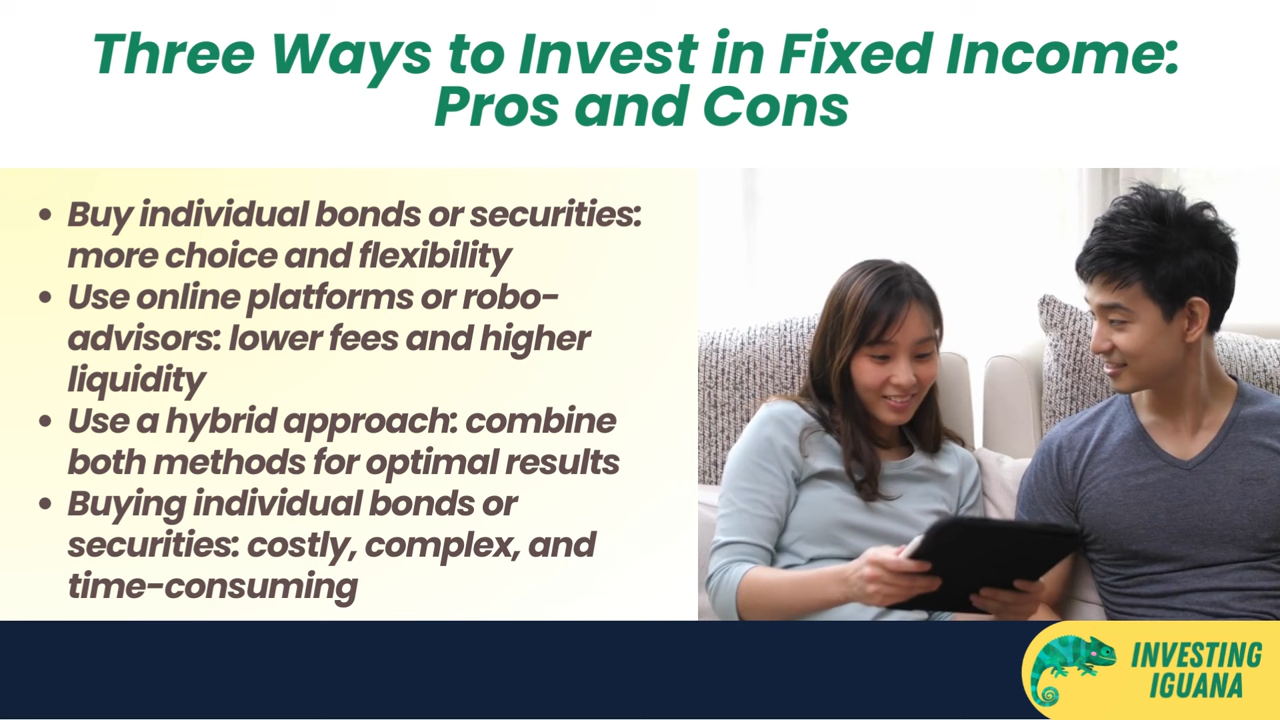 Three Ways to Invest in Fixed Income:
Pros and Cons
• Buy individual bonds or securities:
more choice and flexibility
• Use online platforms or robo-
advisors: lower fees and higher
liquidity
• Use a hybrid approach: combine
both methods for optimal results
• Buying individual bonds or
securities: costly, complex, and
time-consuming
INVESTING
IGUANA